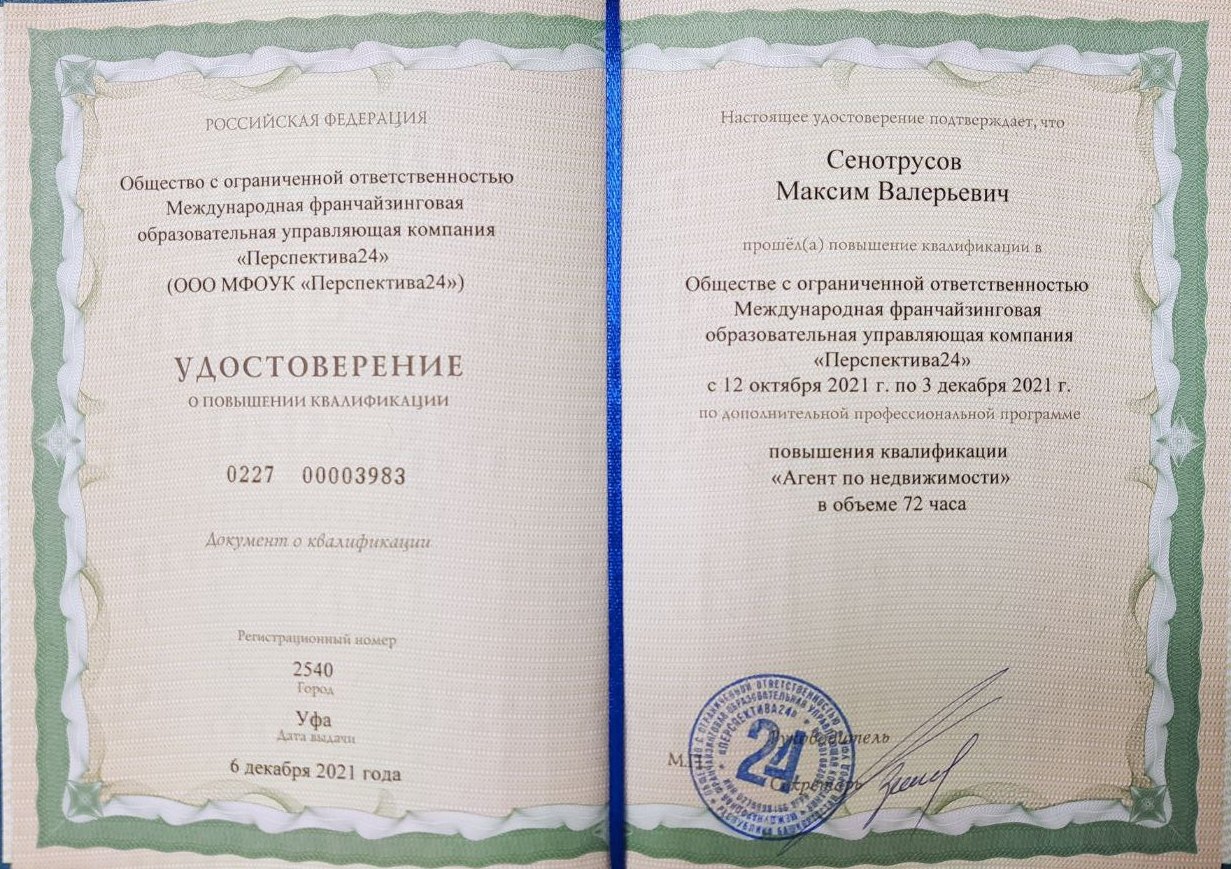 РОССИЙСКАЯ ФЕДЕРАЦИЯ
Общество с ограниченной ответственностью
Международная франчайзинговая
образовательная управляющая компания
«Перспектива24»
(ООО МФОУК «Перспектива24»)
УДОСТОВЕРЕНИЕ
О ПОВЫШЕНИИ КВАЛИФИКАЦИИ
0227 00003983
Документ о квалификации
Регистрационный номер
2540
Город
Уфа
Дата выдачи
6 декабря 2021 года
Настоящее удостоверение подтверждает, что
Сенотрусов
Максим Валерьевич
прошёл(а) повышение квалификации в
Обществе с ограниченной ответственностью
Международная франчайзинговая
образовательная управляющая компания
«Перспектива24»
с 12 октября 2021 г. по 3 декабря 2021 г.
по дополнительной профессиональной программе
повышения квалификации
«Агент по недвижимости»
в объеме 72 часа
Руководитель
М.П.
Секретарь
«ПЕРСПЕКТИВА24»
24